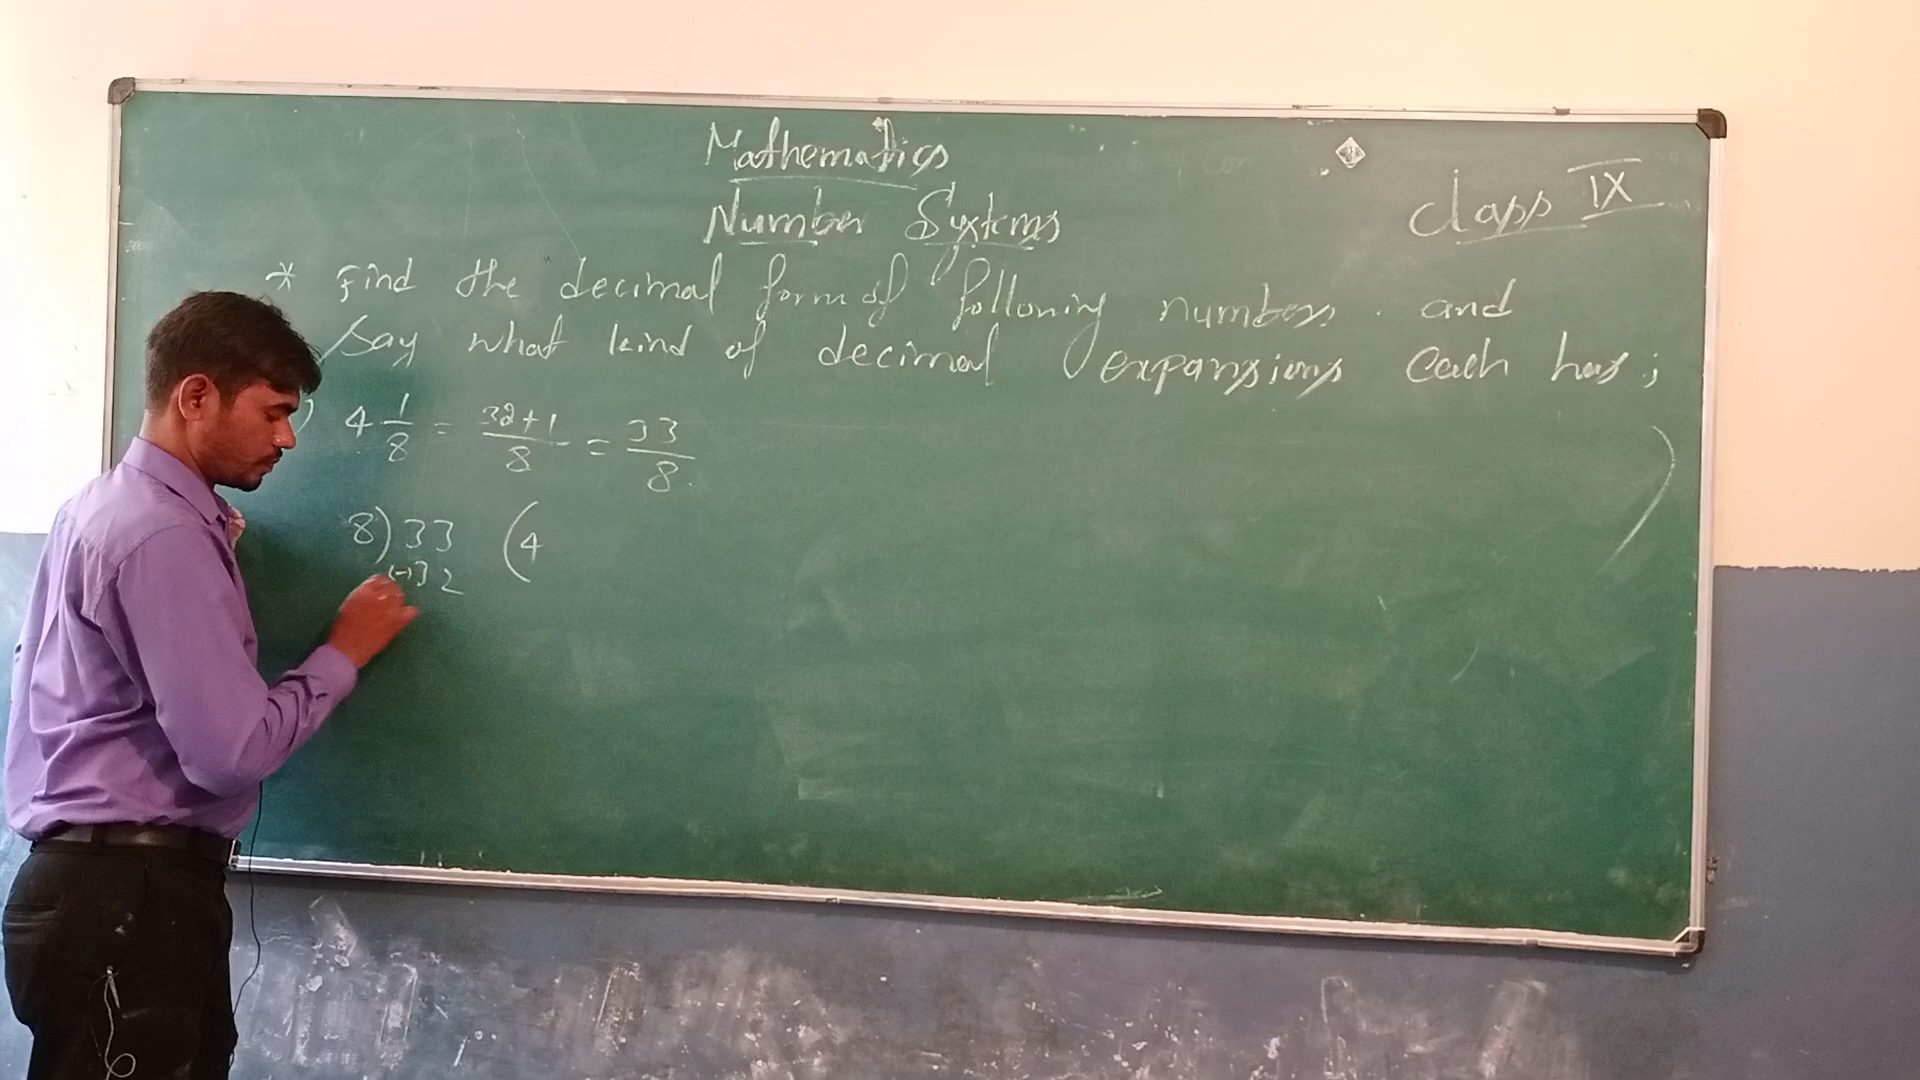 Mathematics
Number Systems
Class IX
* Find the decimal form of following numbers. and
Say what kind of decimal expansions each has;
) 4 1/8 = 32+1/8 = 33/8.
8)33(4
(-)32